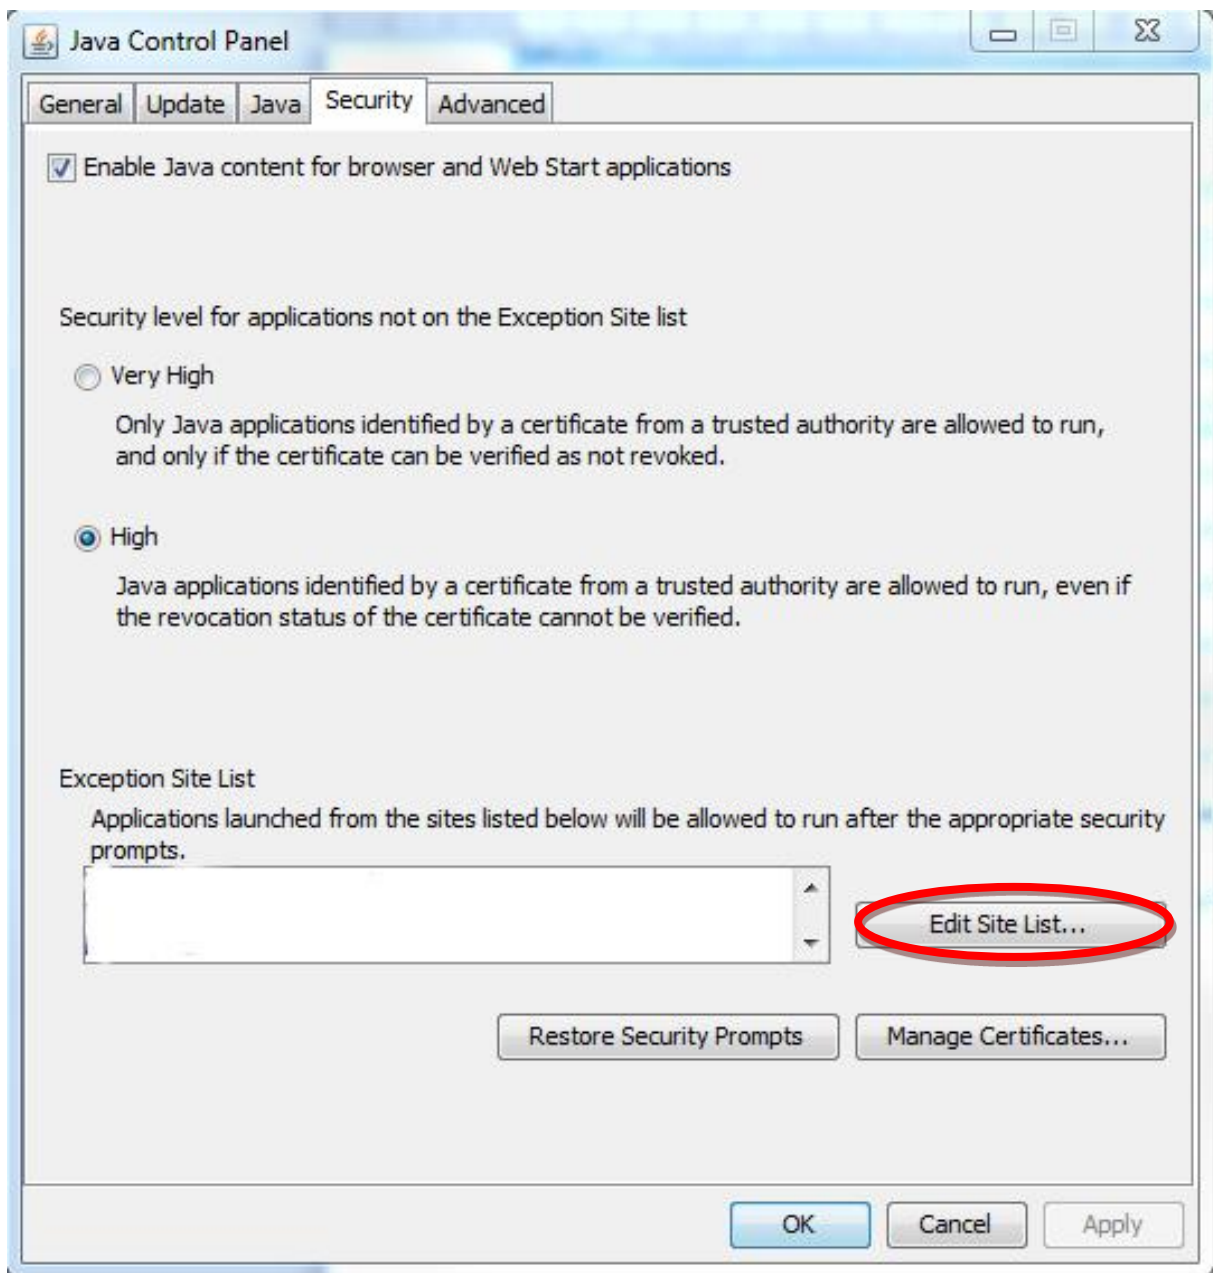 Java Control Panel
General Update Java Security Advanced
Enable Java content for browser and Web Start applications
Security level for applications not on the Exception Site list
Very High
Only Java applications identified by a certificate from a trusted authority are allowed to run,
and only if the certificate can be verified as not revoked.
High
Java applications identified by a certificate from a trusted authority are allowed to run, even if
the revocation status of the certificate cannot be verified.
Exception Site List
Applications launched from the sites listed below will be allowed to run after the appropriate security
prompts.
Edit Site List...
Restore Security Prompts Manage Certificates...
OK Cancel Apply